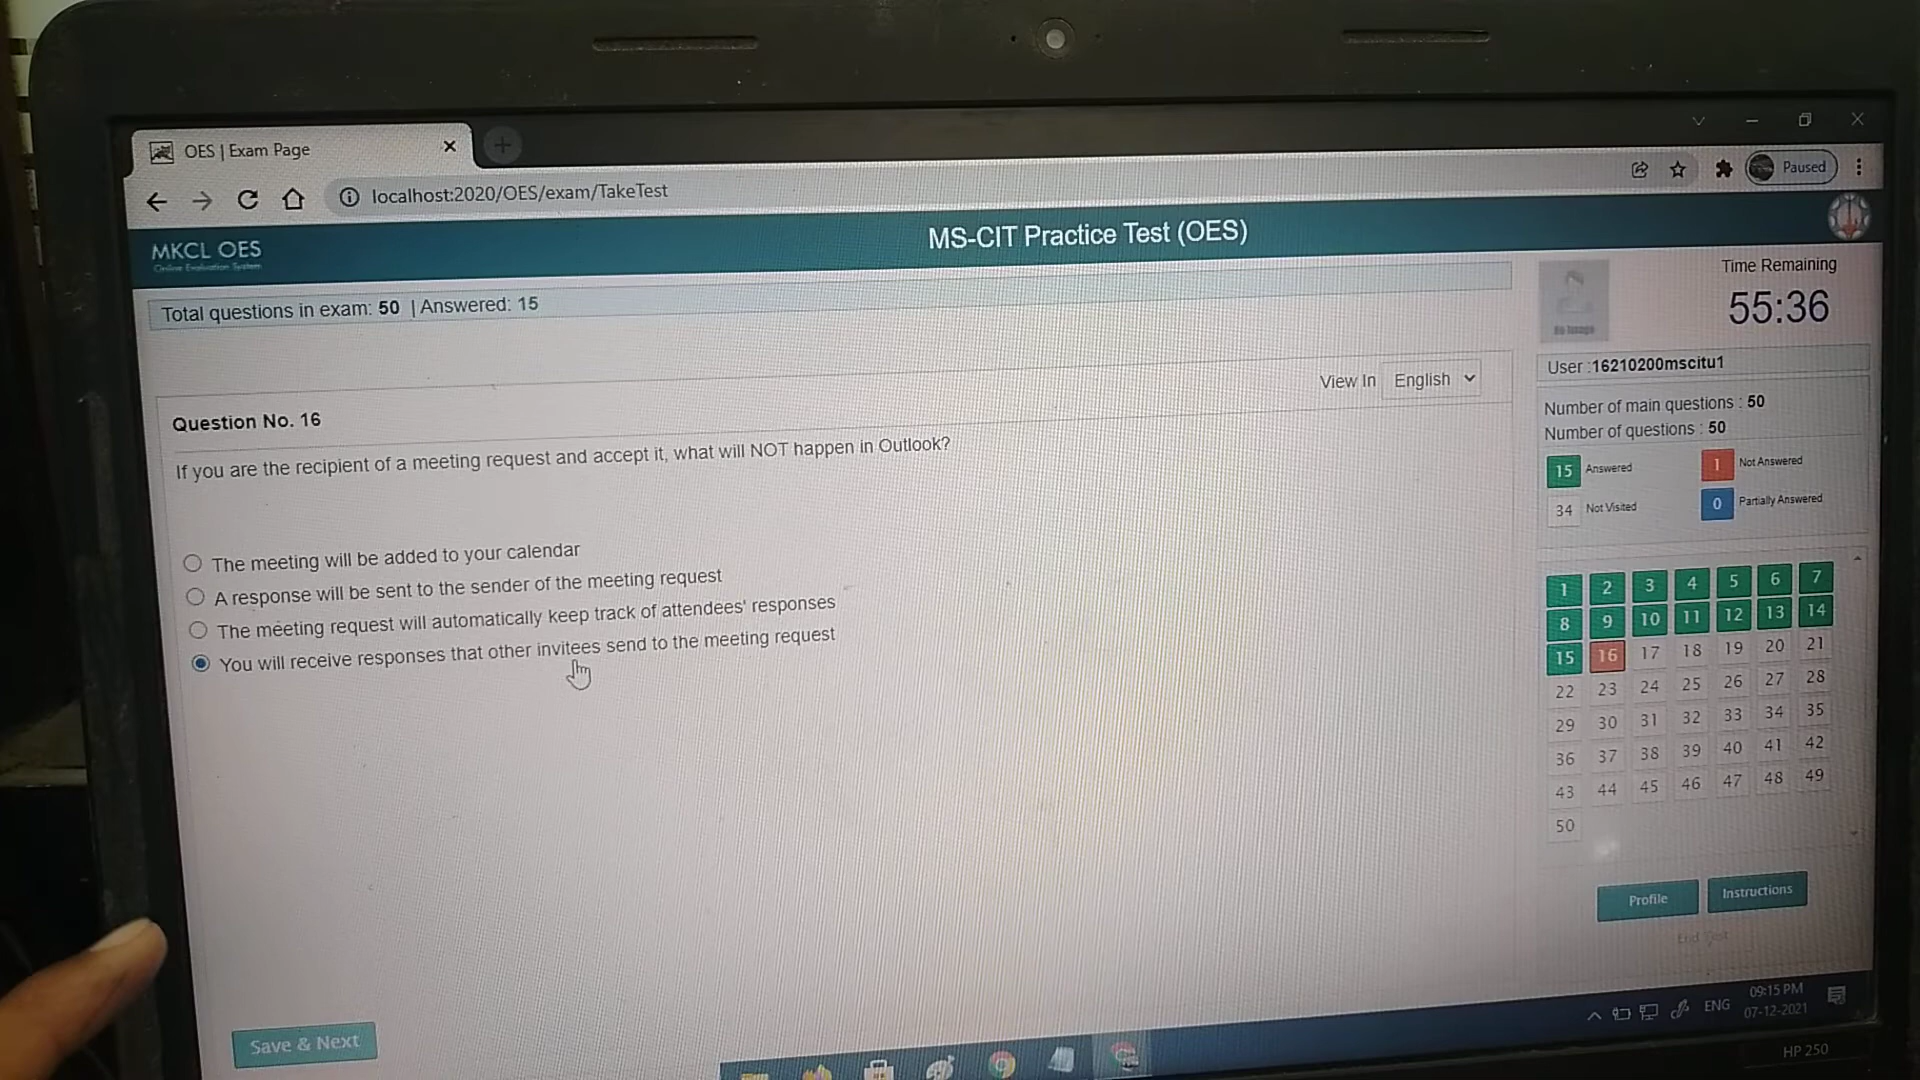 OES | Exam Page
localhost:2020/OES/exam/TakeTest
Paused
MKCL OES
Online Evaluation System
MS-CIT Practice Test (OES)
Total questions in exam: 50 | Answered: 15
Time Remaining
55:36
No Image
User :16210200mscitu1
Number of main questions : 50
Number of questions : 50
15 Answered
1 Not Answered
34 Not Visited
0 Partially Answered
View In English
Question No. 16
If you are the recipient of a meeting request and accept it, what will NOT happen in Outlook?
The meeting will be added to your calendar
A response will be sent to the sender of the meeting request
The meeting request will automatically keep track of attendees' responses
You will receive responses that other invitees send to the meeting request
1 2 3 4 5 6 7
8 9 10 11 12 13 14
15 16 17 18 19 20 21
22 23 24 25 26 27 28
29 30 31 32 33 34 35
36 37 38 39 40 41 42
43 44 45 46 47 48 49
50
Profile
Instructions
End Test
Save & Next
ENG
09:15 PM
07-12-2021
HP 250